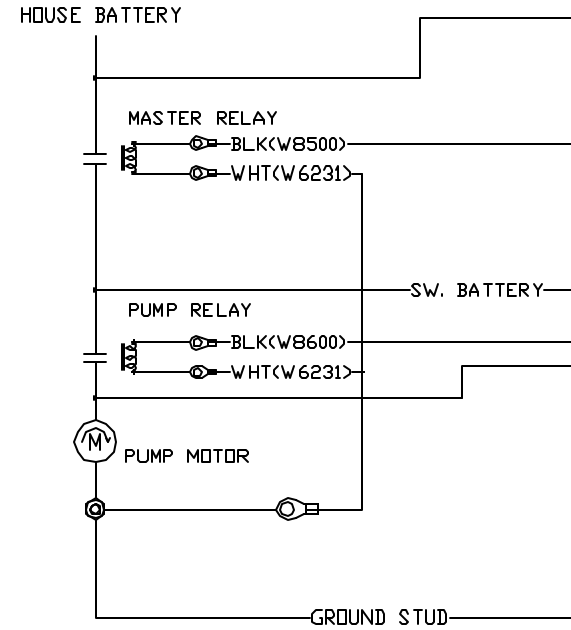 HOUSE BATTERY
MASTER RELAY
BLK(W8500)
WHT(W6231)
SW. BATTERY
PUMP RELAY
BLK(W8600)
WHT(W6231)
M
PUMP MOTOR
GROUND STUD